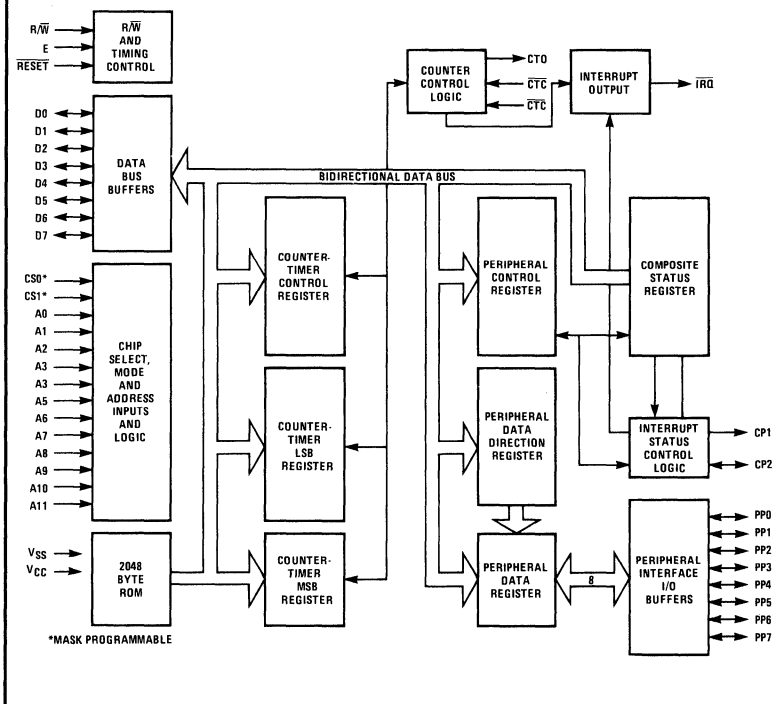 R/W̅
E
R̅E̅S̅E̅T̅
R/W̅
AND
TIMING
CONTROL
COUNTER
CONTROL
LOGIC
CTO
C̅T̅C̅
C̅T̅C̅
INTERRUPT
OUTPUT
I̅R̅Q̅
D0
D1
D2
D3
D4
D5
D6
D7
DATA
BUS
BUFFERS
BIDIRECTIONAL DATA BUS
COUNTER-
TIMER
CONTROL
REGISTER
PERIPHERAL
CONTROL
REGISTER
COMPOSITE
STATUS
REGISTER
CS0*
CS1*
A0
A1
A2
A3
A3
A5
A6
A7
A8
A9
A10
A11
CHIP
SELECT,
MODE
AND
ADDRESS
INPUTS
AND
LOGIC
COUNTER-
TIMER
LSB
REGISTER
PERIPHERAL
DATA
DIRECTION
REGISTER
INTERRUPT
STATUS
CONTROL
LOGIC
CP1
CP2
VSS
VCC
2048
BYTE
ROM
COUNTER-
TIMER
MSB
REGISTER
PERIPHERAL
DATA
REGISTER
8
PERIPHERAL
INTERFACE
I/O
BUFFERS
PP0
PP1
PP2
PP3
PP4
PP5
PP6
PP7
*MASK PROGRAMMABLE